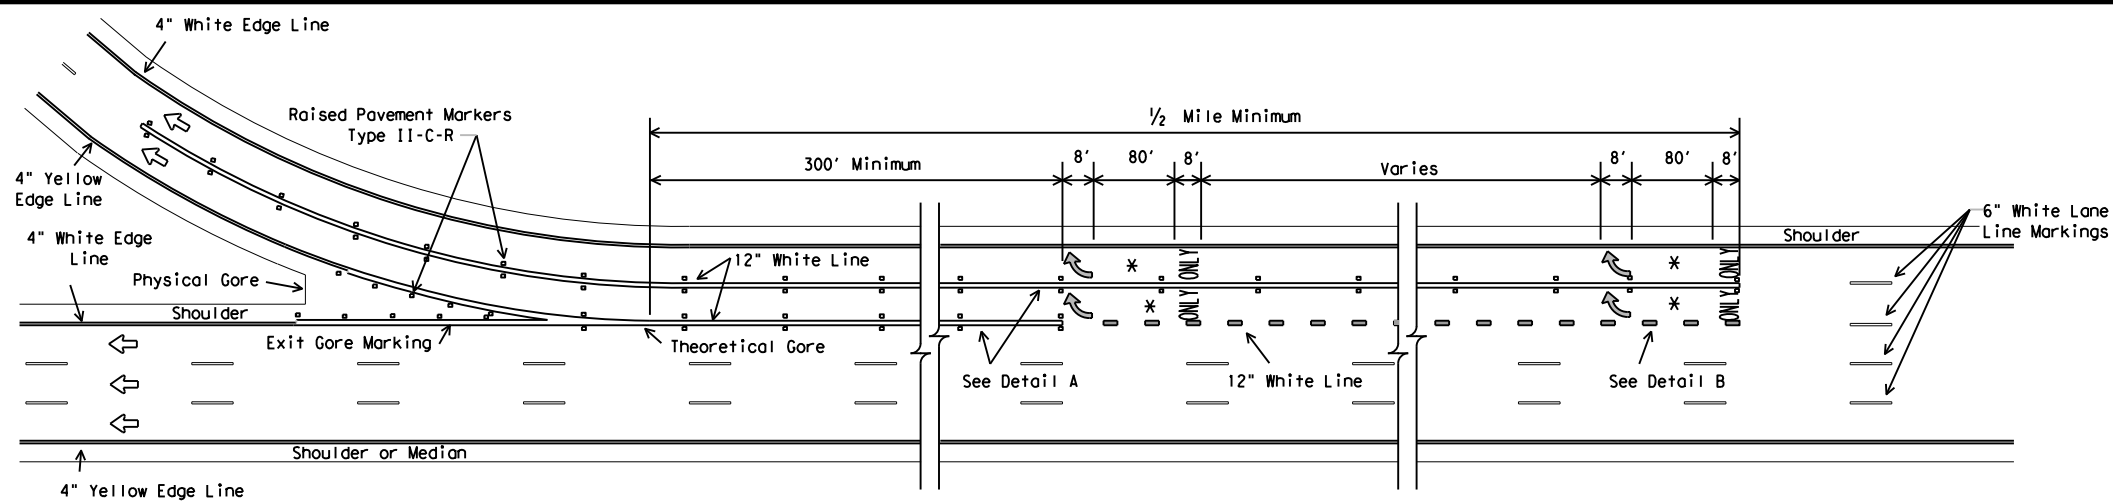 4" White Edge Line
Raised Pavement Markers
Type II-C-R
½ Mile Minimum
300' Minimum
8'
80'
8'
Varies
8'
80'
8'
4" Yellow
Edge Line
6" White Lane
Line Markings
4" White Edge
Line
Shoulder
12" White Line
*
ONLY
*
ONLY
Physical Gore
*
ONLY
*
ONLY
Shoulder
Exit Gore Marking
Theoretical Gore
See Detail A
12" White Line
See Detail B
Shoulder or Median
4" Yellow Edge Line